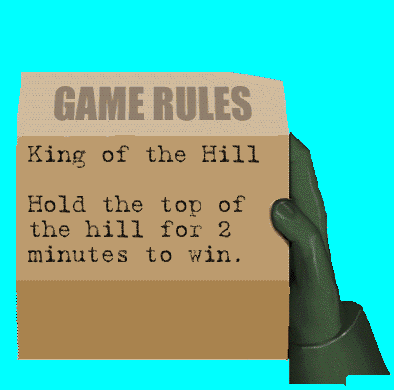 GAME RULES
King of the Hill
Hold the top of
the hill for 2
minutes to win.